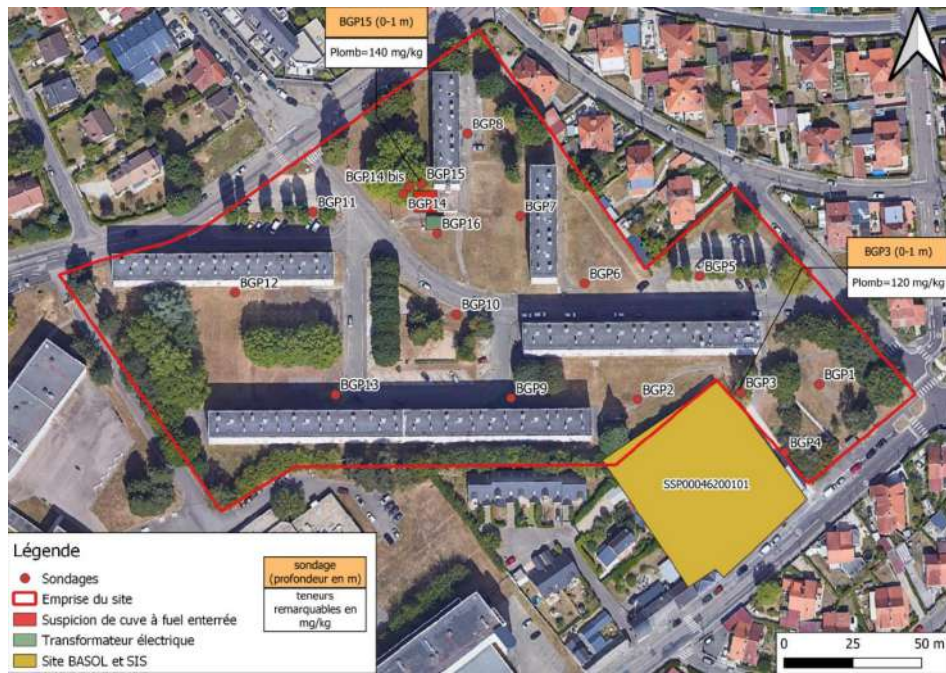 BGP15 (0-1 m)
Plomb=140 mg/kg
BGP8
BGP14 bis
BGP15
BGP14
BGP11
BGP7
BGP16
BGP3 (0-1 m)
Plomb=120 mg/kg
BGP5
BGP6
BGP12
BGP10
BGP13
BGP9
BGP2
BGP3
BGP1
BGP4
SSP00046200101
Légende
Sondages
Emprise du site
Suspicion de cuve à fuel enterrée
Transformateur électrique
Site BASOL et SIS
sondage
(profondeur en m)
teneurs
remarquables en
mg/kg
0 25 50 m